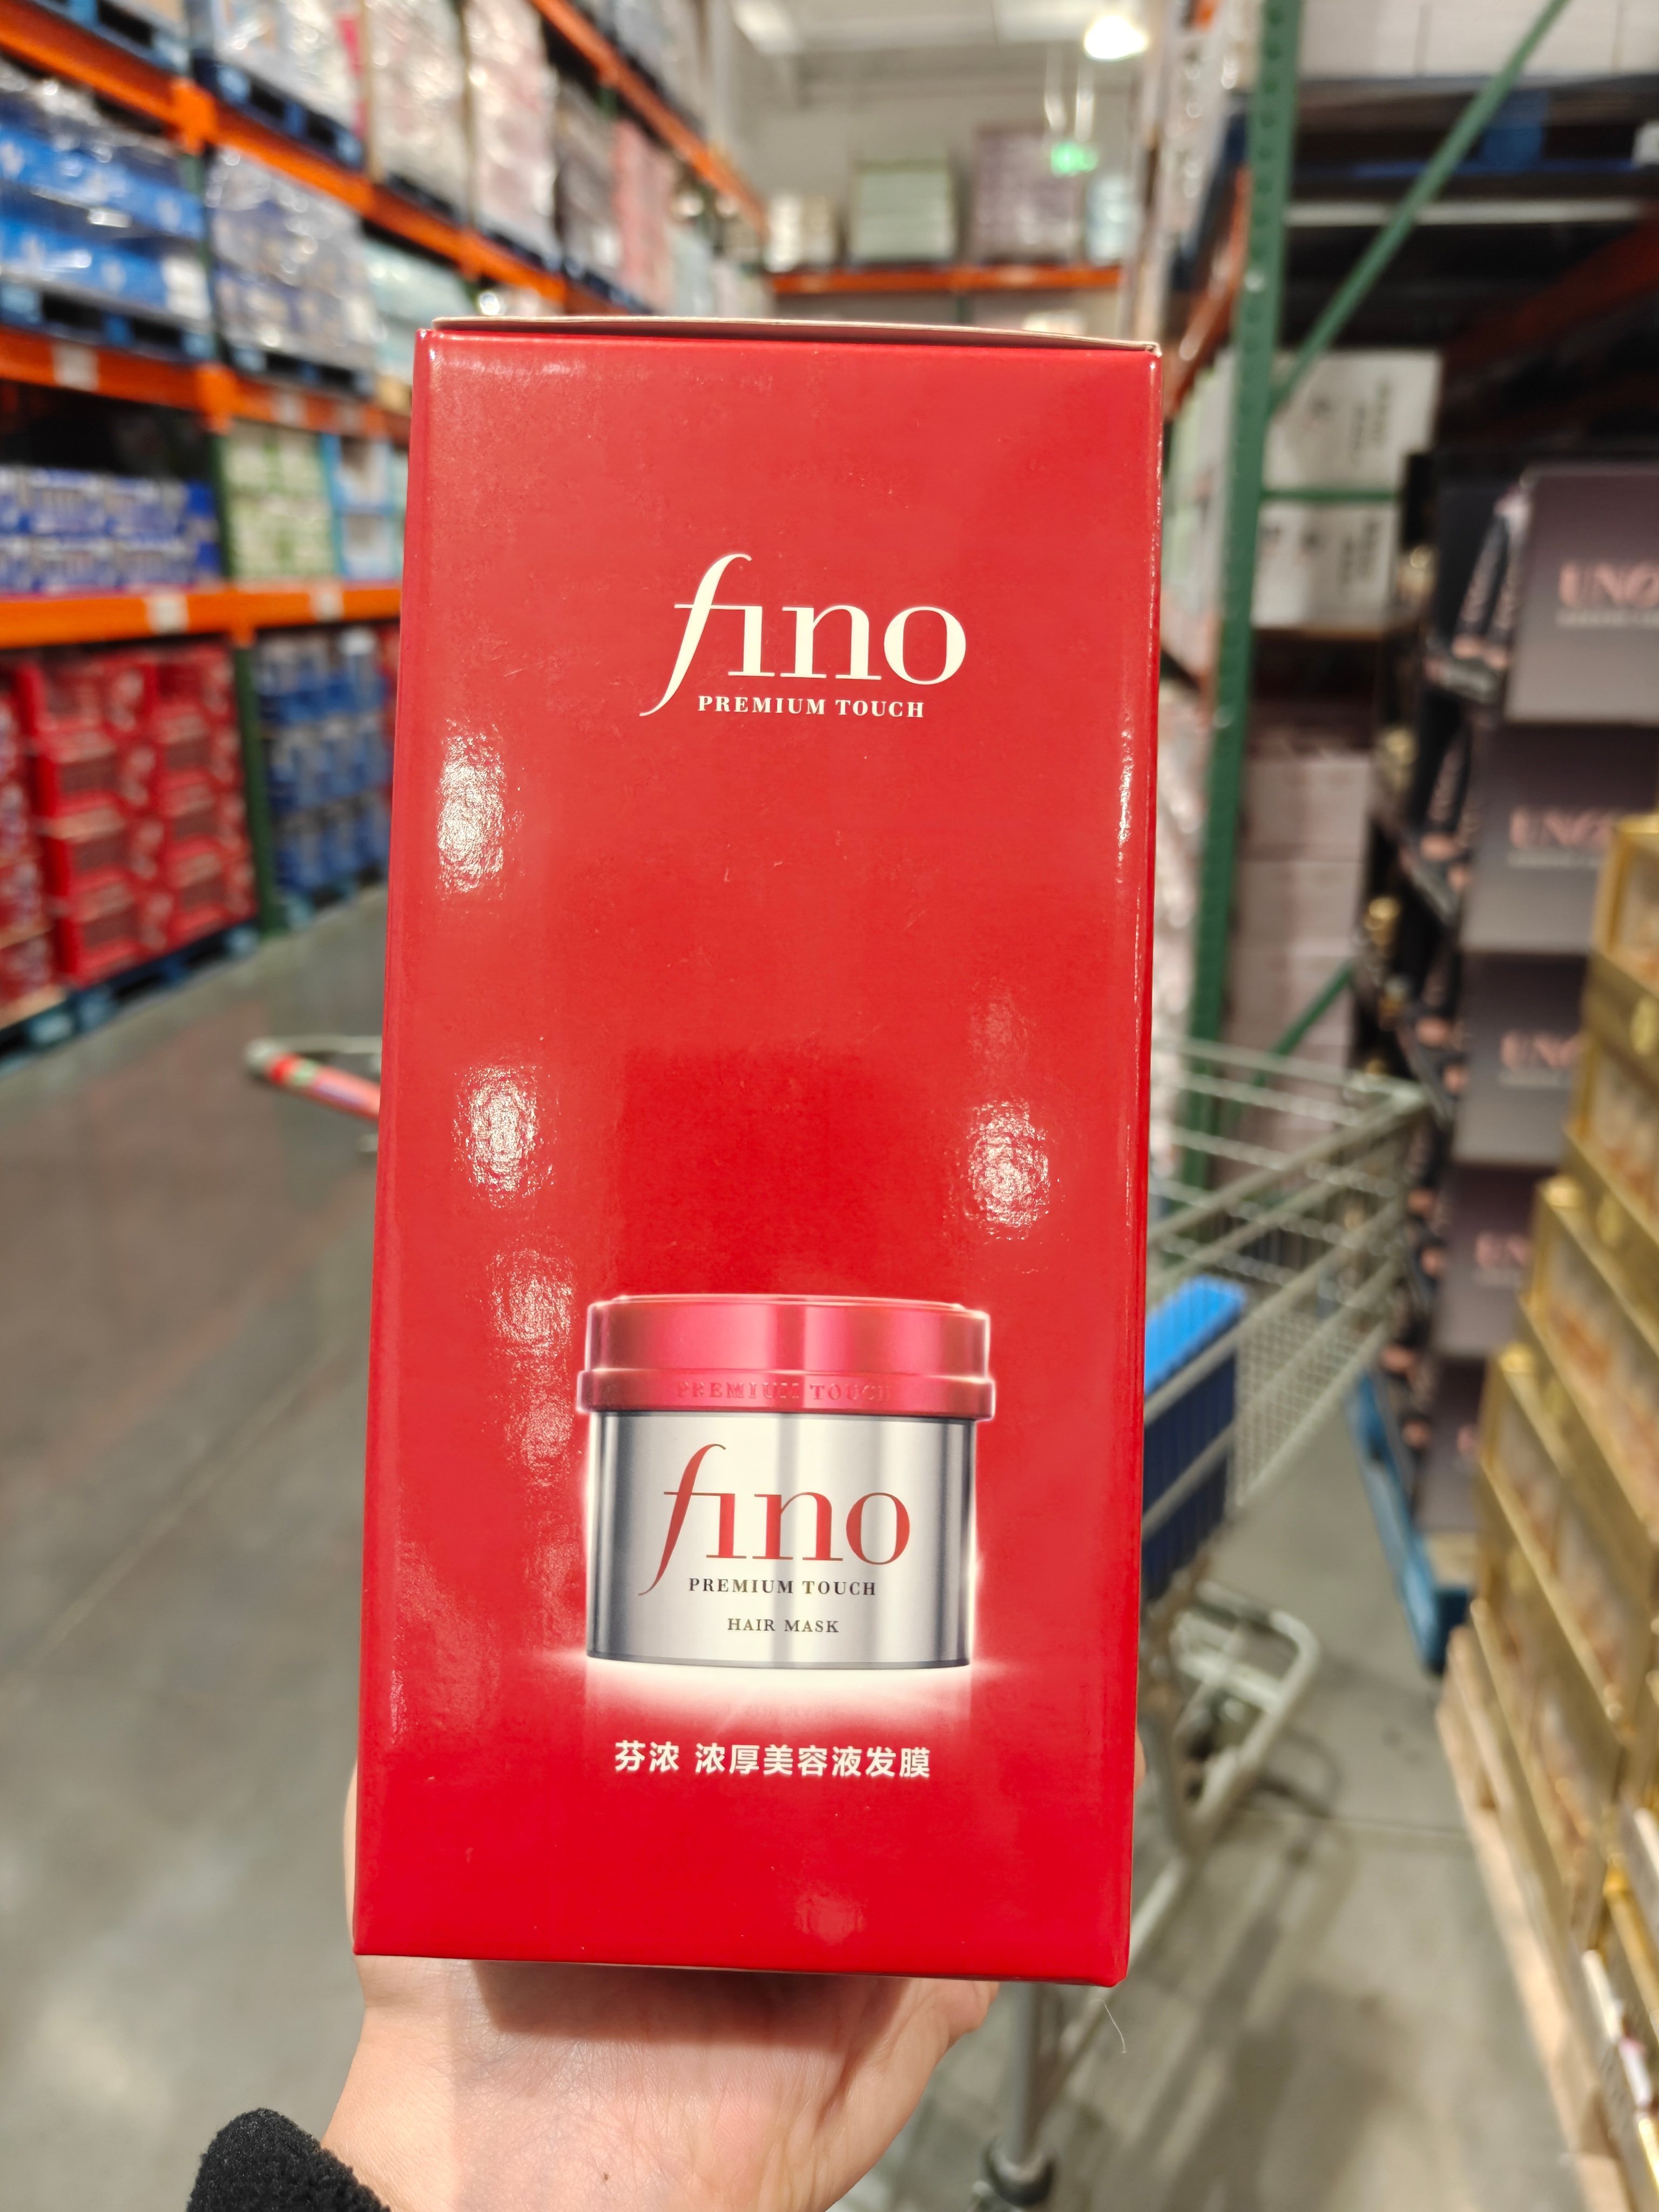 fino
PREMIUM TOUCH
PREMIUM TOUCH
fino
PREMIUM TOUCH
HAIR MASK
芬浓 浓厚美容液发膜